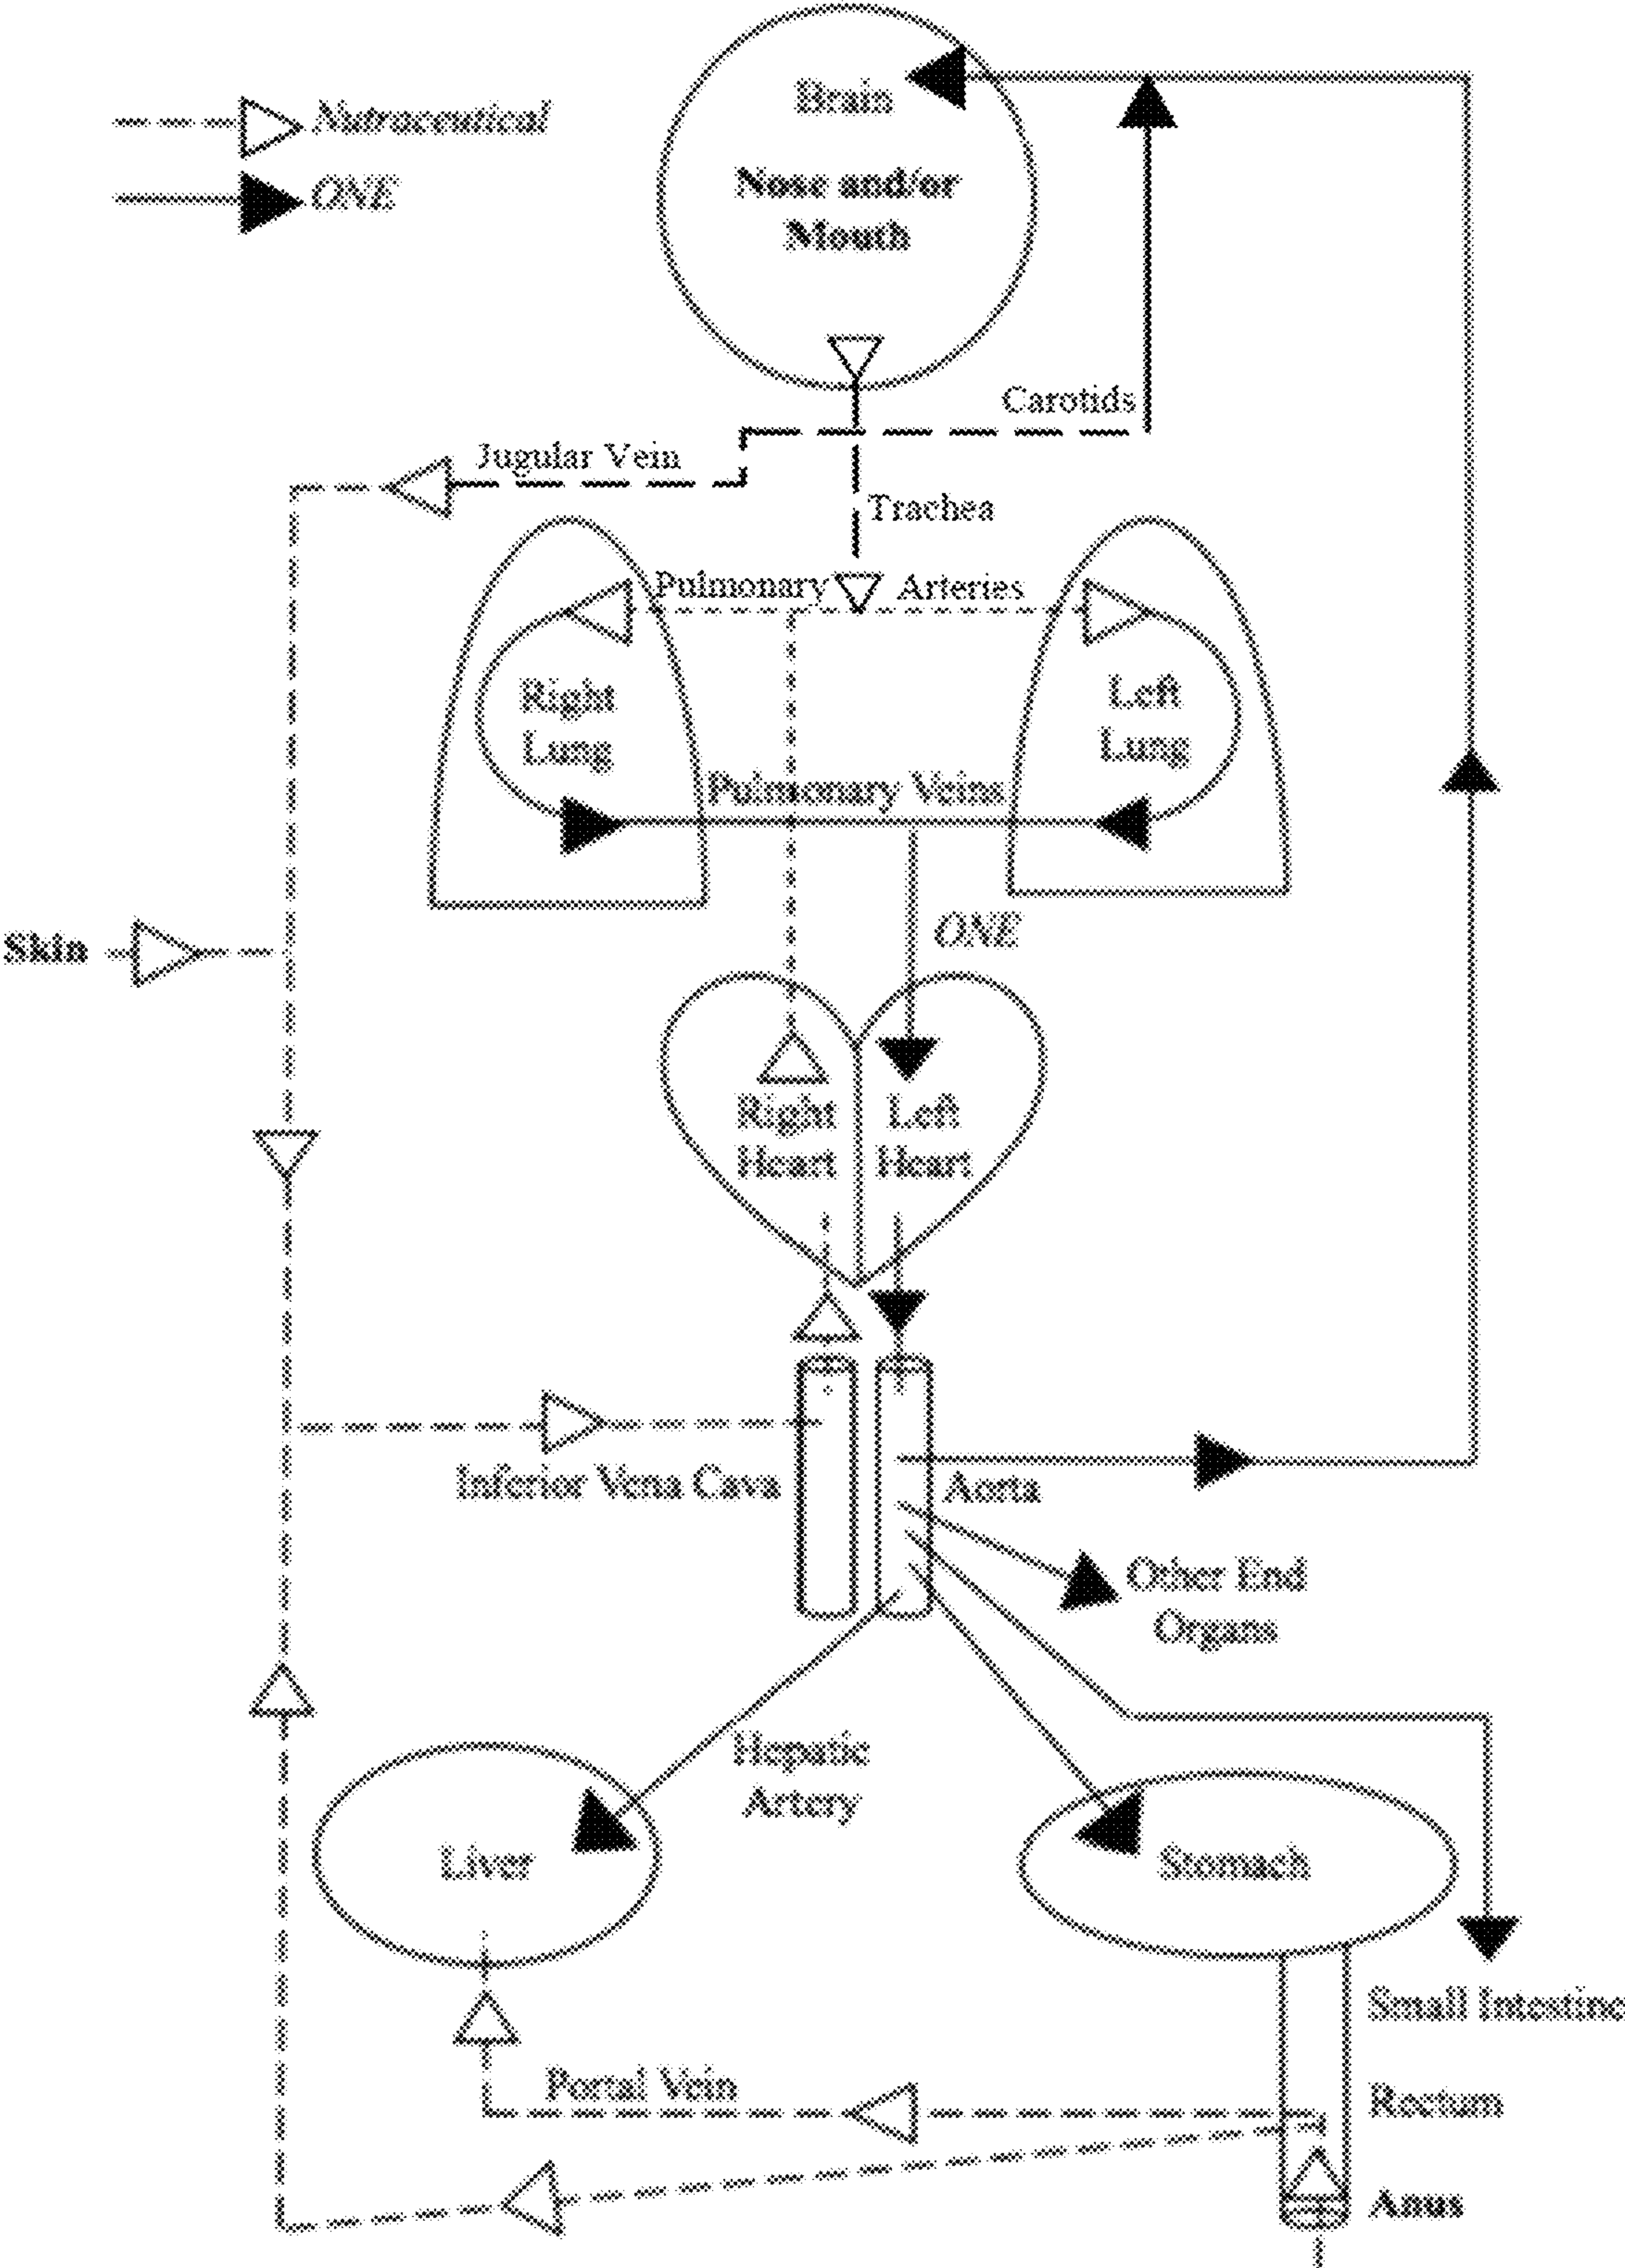 Brain
Nutraceutical
ONE
Nose and/or
Mouth
Carotids
Jugular Vein
Trachea
Pulmonary Arteries
Right
Lung
Left
Lung
Pulmonary Veins
ONE
Skin
Right
Heart
Left
Heart
Inferior Vena Cava
Aorta
Other End
Organs
Hepatic
Artery
Liver
Stomach
Small Intestine
Portal Vein
Rectum
Anus